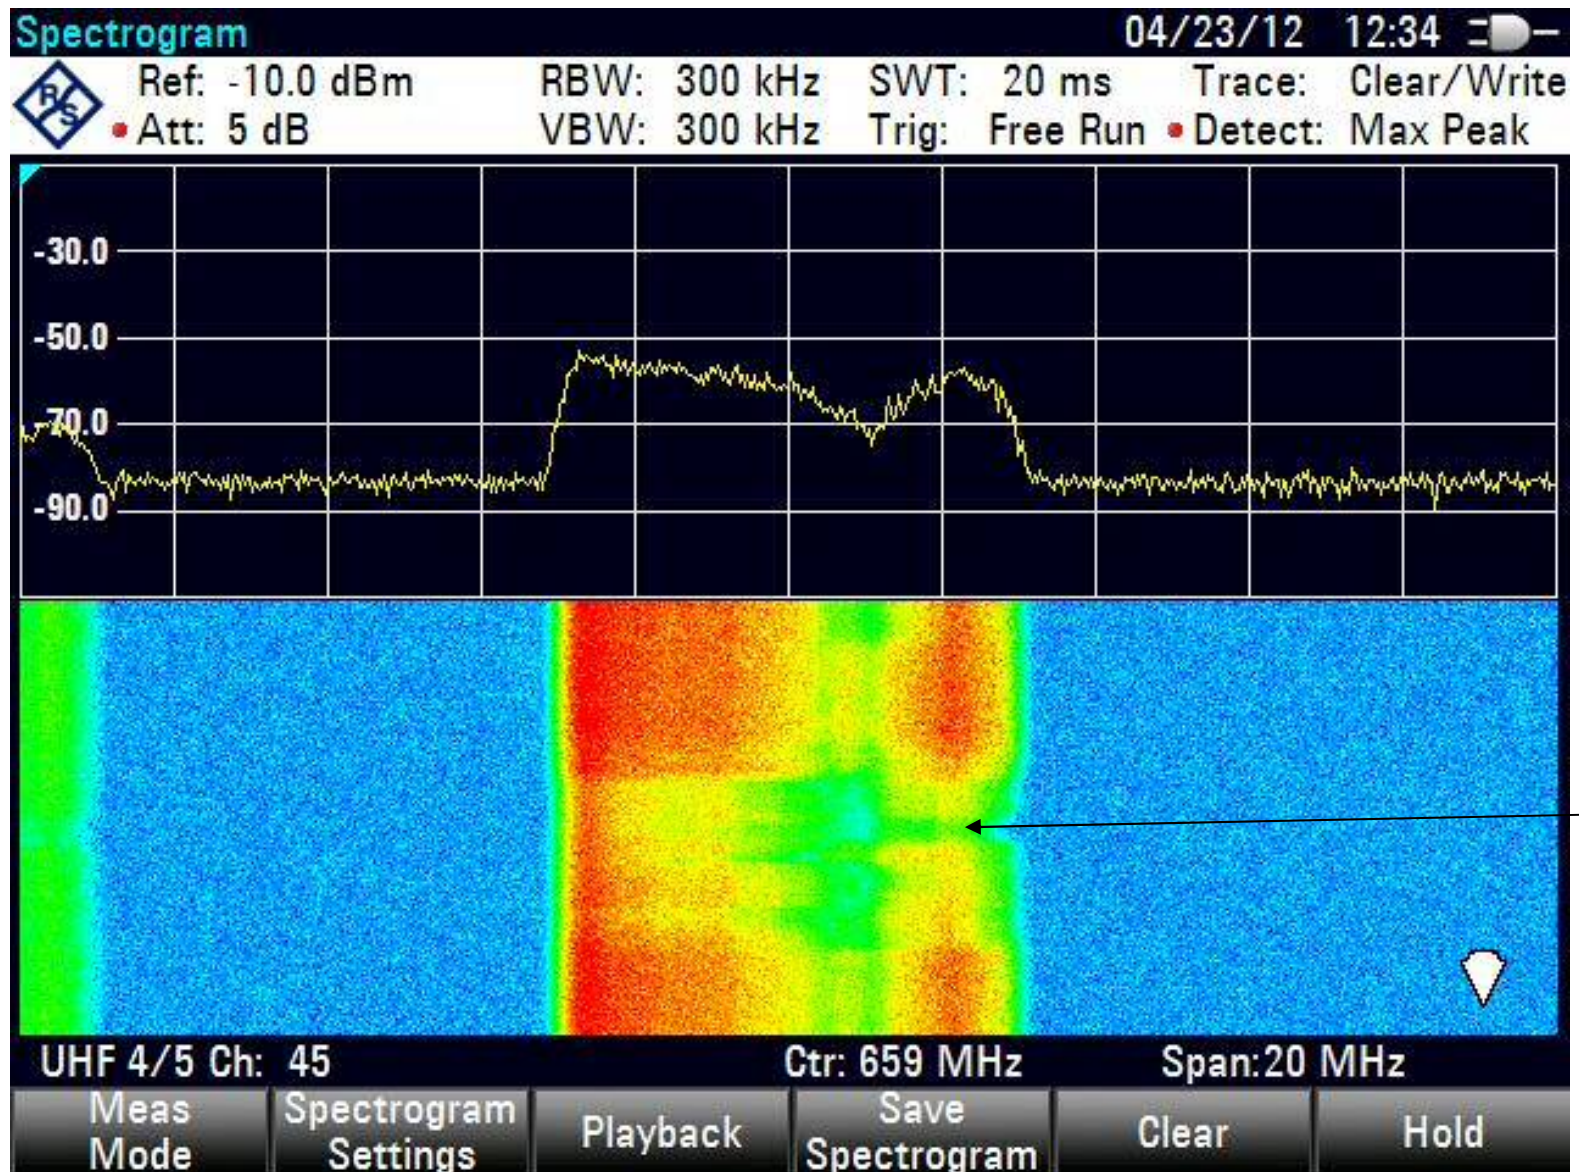 Spectrogram 04/23/12 12:34
R/S Ref: -10.0 dBm RBW: 300 kHz SWT: 20 ms Trace: Clear/Write
Att: 5 dB VBW: 300 kHz Trig: Free Run Detect: Max Peak
-30.0
-50.0
-70.0
-90.0
UHF 4/5 Ch: 45 Ctr: 659 MHz Span:20 MHz
Meas Mode Spectrogram Settings Playback Save Spectrogram Clear Hold